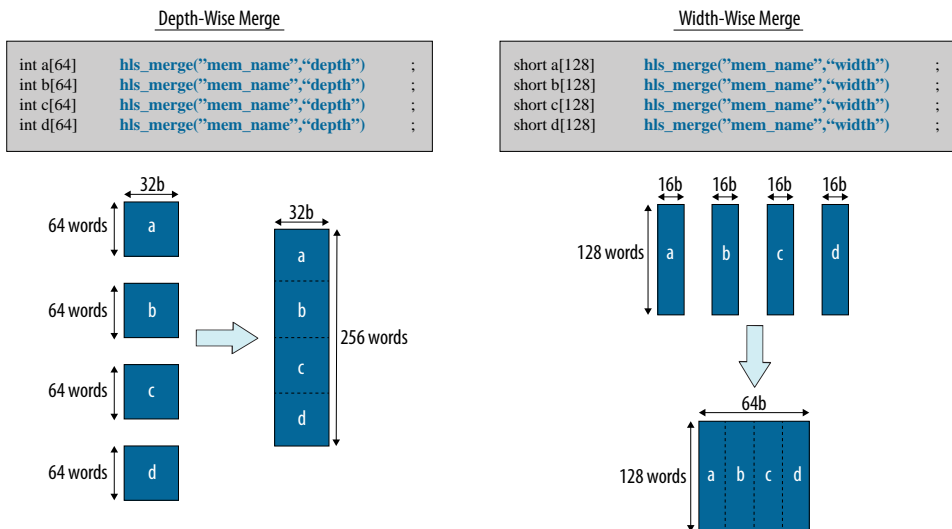 Depth-Wise Merge
int a[64] hls_merge(”mem_name”,“depth”) ;
int b[64] hls_merge(”mem_name”,“depth”) ;
int c[64] hls_merge(”mem_name”,“depth”) ;
int d[64] hls_merge(”mem_name”,“depth”) ;
32b
64 words
a
64 words
b
64 words
c
64 words
d
32b
a
b
c
d
256 words
Width-Wise Merge
short a[128] hls_merge(”mem_name”,“width”) ;
short b[128] hls_merge(”mem_name”,“width”) ;
short c[128] hls_merge(”mem_name”,“width”) ;
short d[128] hls_merge(”mem_name”,“width”) ;
16b 16b 16b 16b
128 words a b c d
64b
128 words a b c d